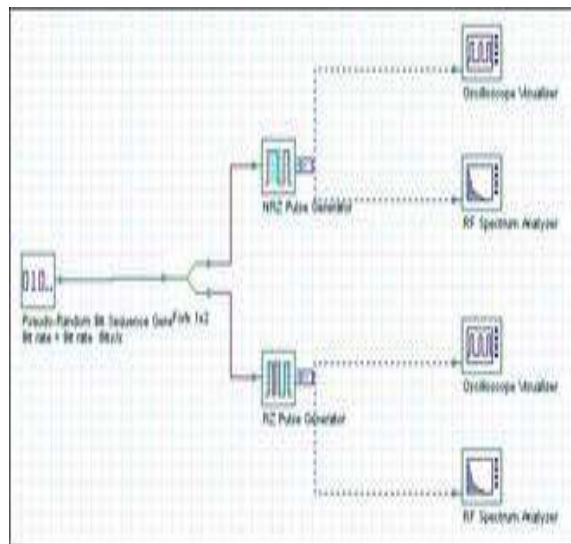 Oscilloscope Visualizer
NRZ Pulse Generator
RF Spectrum Analyzer
010..
Pseudo-Random Bit Sequence Gene
Fork 1x2
Bit rate = Bit rate Bits/s
Oscilloscope Visualizer
RZ Pulse Generator
RF Spectrum Analyzer